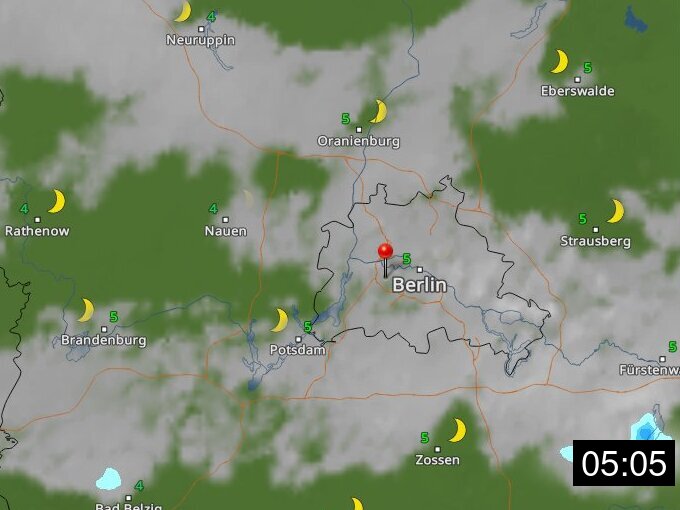 4
Neuruppin
5
Eberswalde
5
Oranienburg
4
Rathenow
4
Nauen
5
Strausberg
5
Berlin
5
Brandenburg
5
Potsdam
5
Fürstenwa
5
Zossen
05:05
4
Bad Belzig